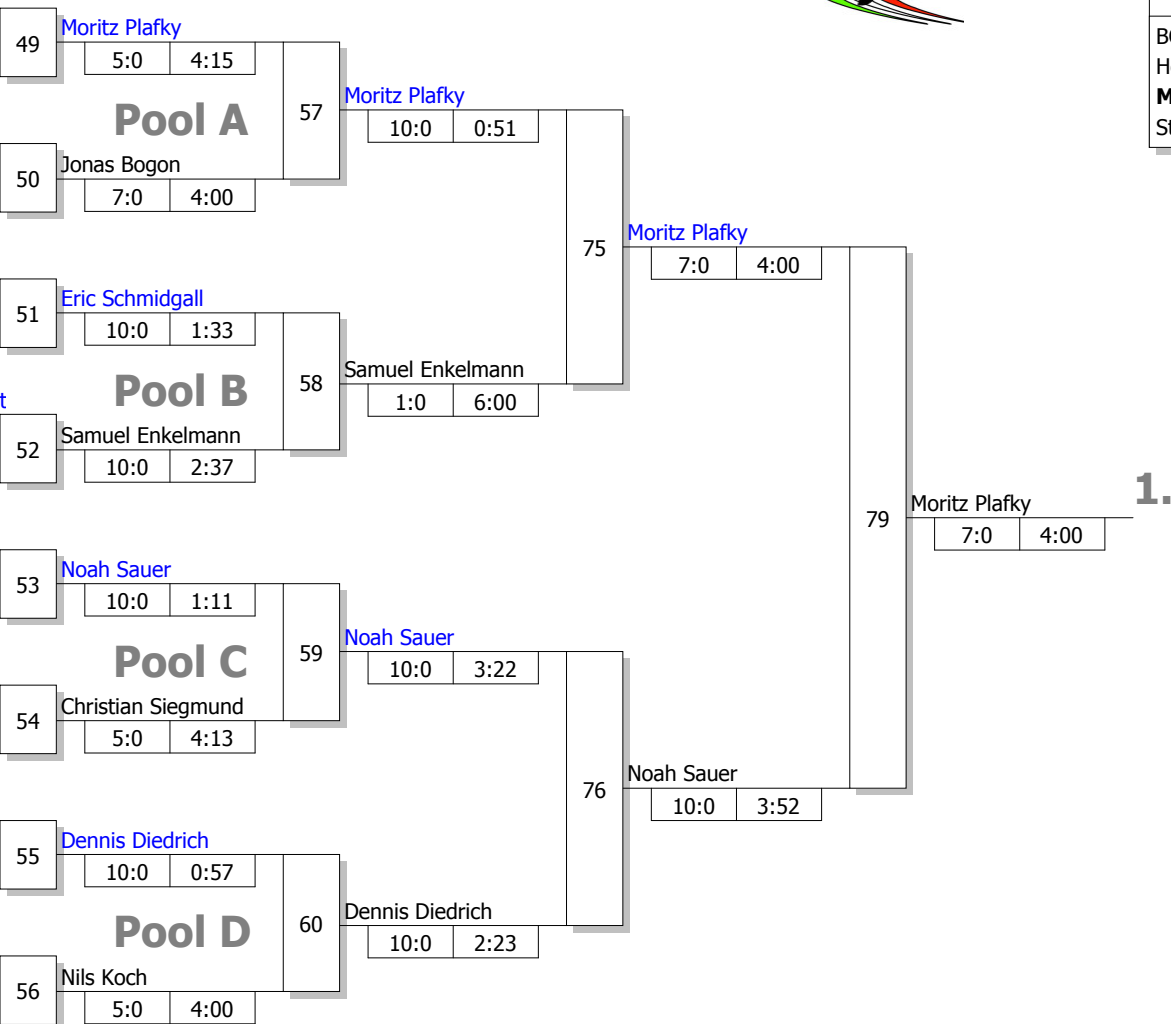 49
Moritz Plafky
5:0 4:15
Pool A
57
Moritz Plafky
10:0 0:51
50
Jonas Bogon
7:0 4:00
75
Moritz Plafky
7:0 4:00
51
Eric Schmidgall
10:0 1:33
Pool B
58
Samuel Enkelmann
1:0 6:00
t
52
Samuel Enkelmann
10:0 2:37
79
Moritz Plafky
7:0 4:00
1.
53
Noah Sauer
10:0 1:11
Pool C
59
Noah Sauer
10:0 3:22
54
Christian Siegmund
5:0 4:13
76
Noah Sauer
10:0 3:52
55
Dennis Diedrich
10:0 0:57
Pool D
60
Dennis Diedrich
10:0 2:23
56
Nils Koch
5:0 4:00